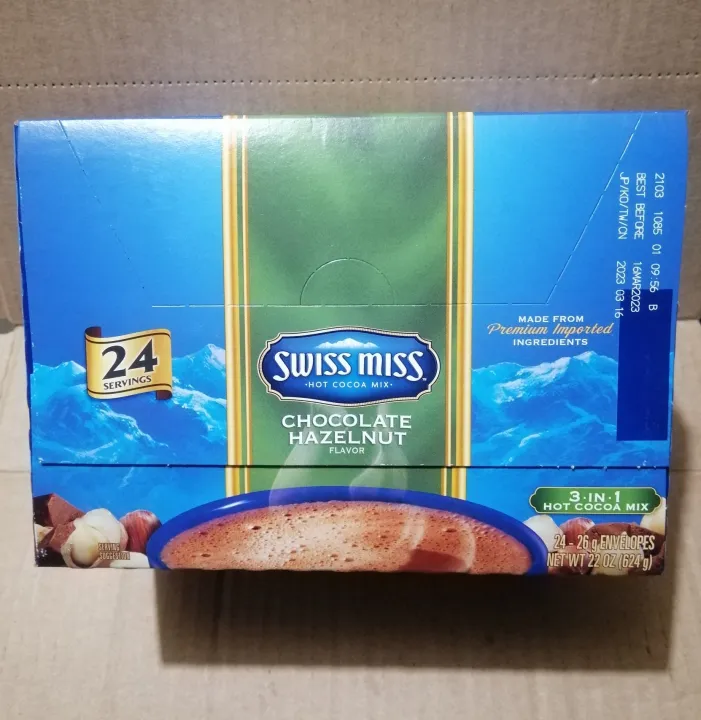 2103 1085 01 09:56 B
BEST BEFORE 16MAR2023
JP/KO/TW/CN 2023 03 16
24
SERVINGS
SWISS MISS
·HOT COCOA MIX·
CHOCOLATE
HAZELNUT
FLAVOR
MADE FROM
Premium Imported
INGREDIENTS
3·IN·1
HOT COCOA MIX
SERVING
SUGGESTION
24 - 26 g ENVELOPES
NET WT 22 OZ (624 g)